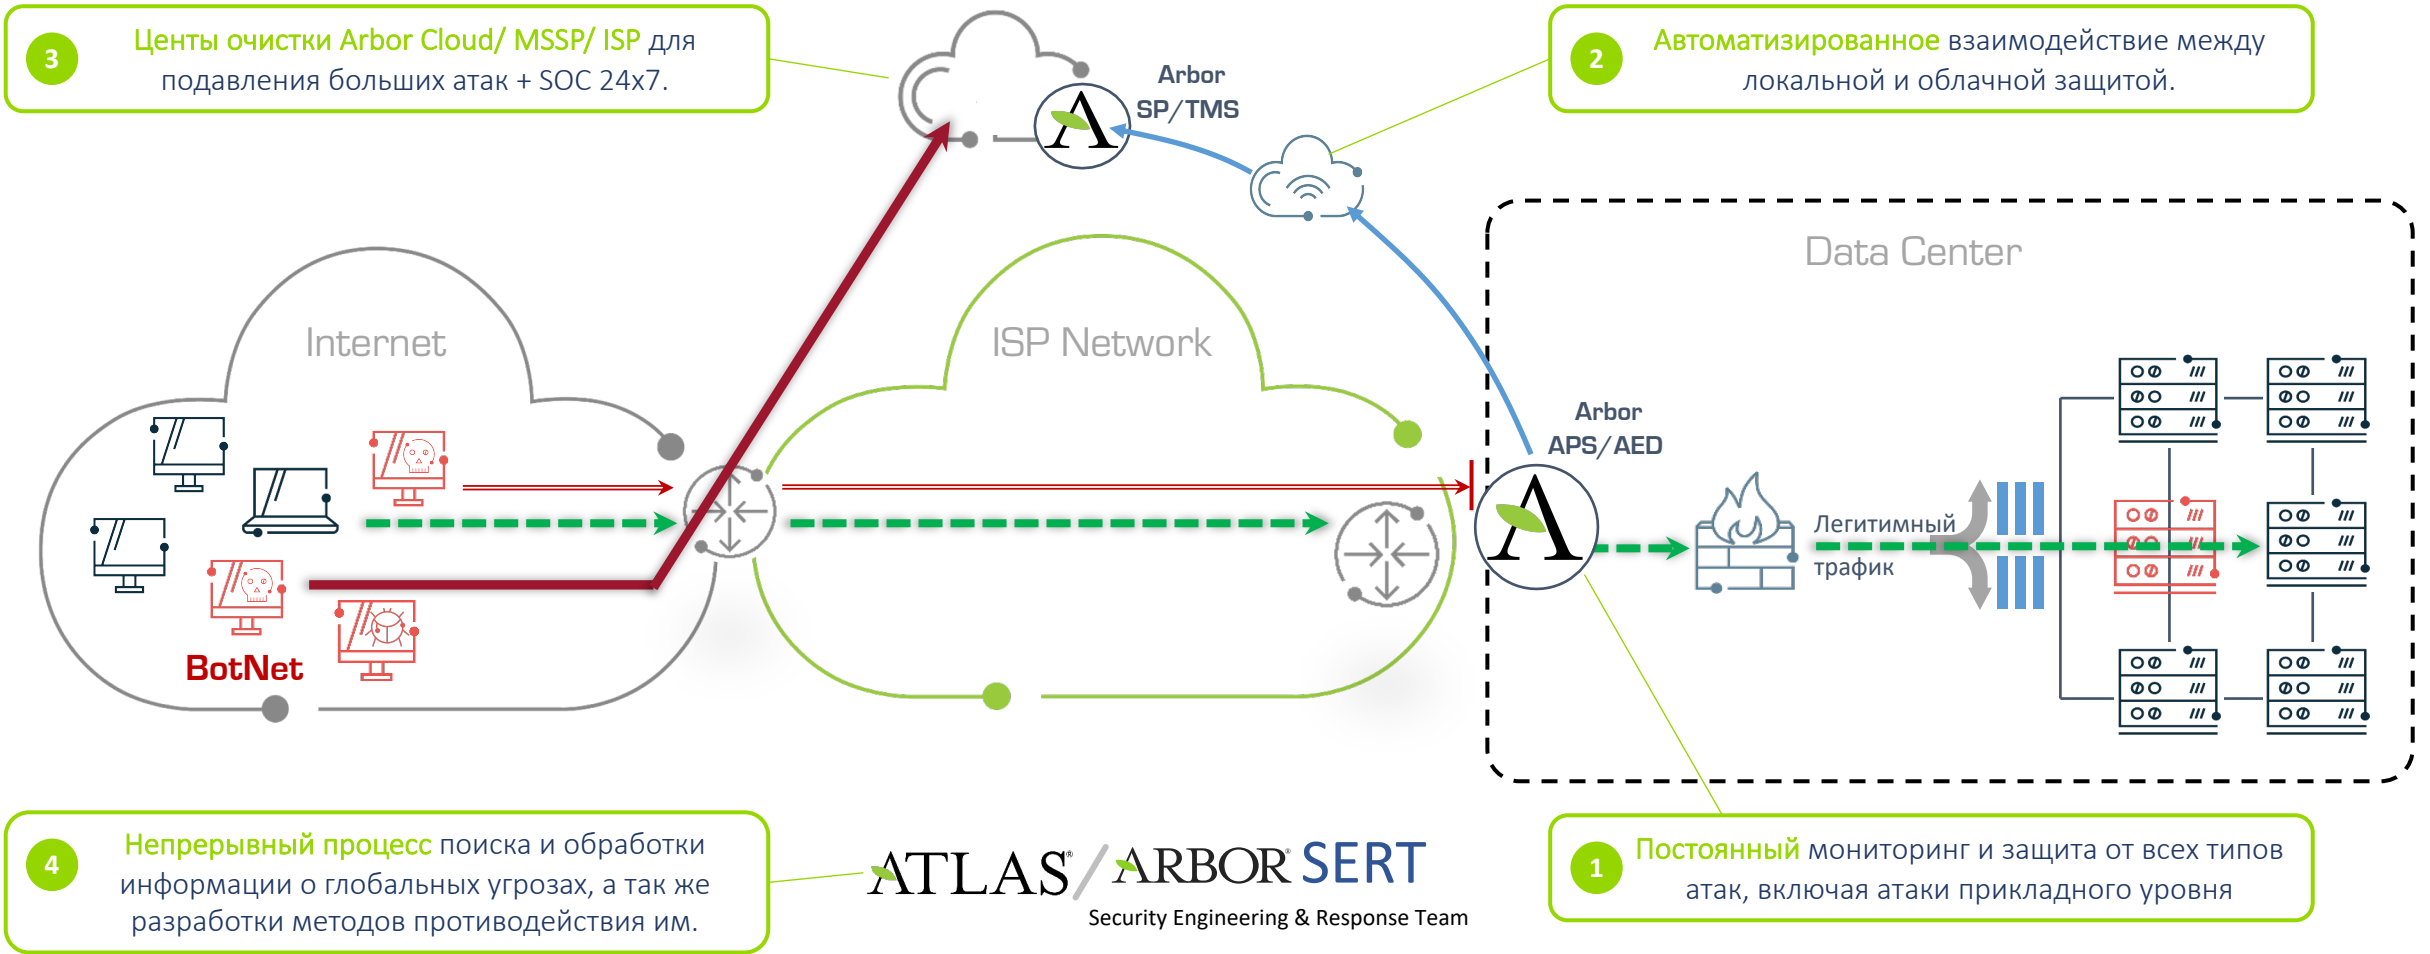 3
Центы очистки Arbor Cloud/ MSSP/ ISP для
подавления больших атак + SOC 24x7.
Arbor
SP/TMS
2
Автоматизированное взаимодействие между
локальной и облачной защитой.
Internet
ISP Network
Data Center
Arbor
APS/AED
BotNet
Легитимный
трафик
4
Непрерывный процесс поиска и обработки
информации о глобальных угрозах, а так же
разработки методов противодействия им.
ATLAS® / ARBOR® SERT
Security Engineering & Response Team
1
Постоянный мониторинг и защита от всех типов
атак, включая атаки прикладного уровня